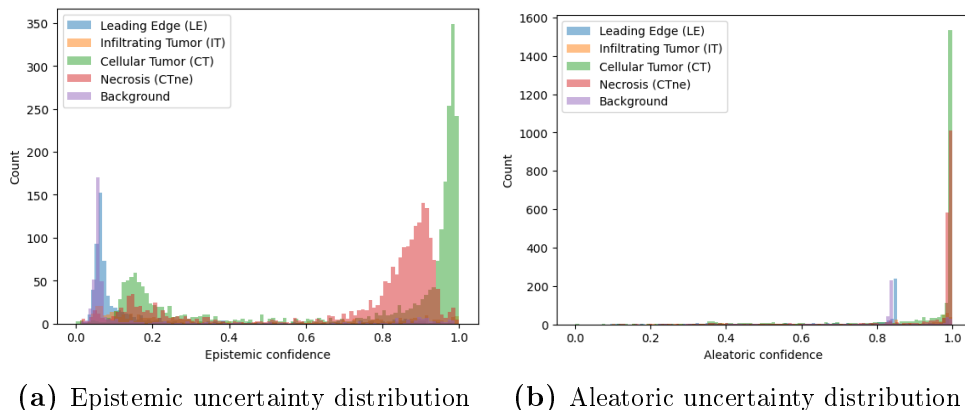 350
300
250
200
150
100
50
0
Count
Leading Edge (LE)
Infiltrating Tumor (IT)
Cellular Tumor (CT)
Necrosis (CTne)
Background
0.0 0.2 0.4 0.6 0.8 1.0
Epistemic confidence
(a) Epistemic uncertainty distribution
1600
1400
1200
1000
800
600
400
200
0
Count
Leading Edge (LE)
Infiltrating Tumor (IT)
Cellular Tumor (CT)
Necrosis (CTne)
Background
0.0 0.2 0.4 0.6 0.8 1.0
Aleatoric confidence
(b) Aleatoric uncertainty distribution